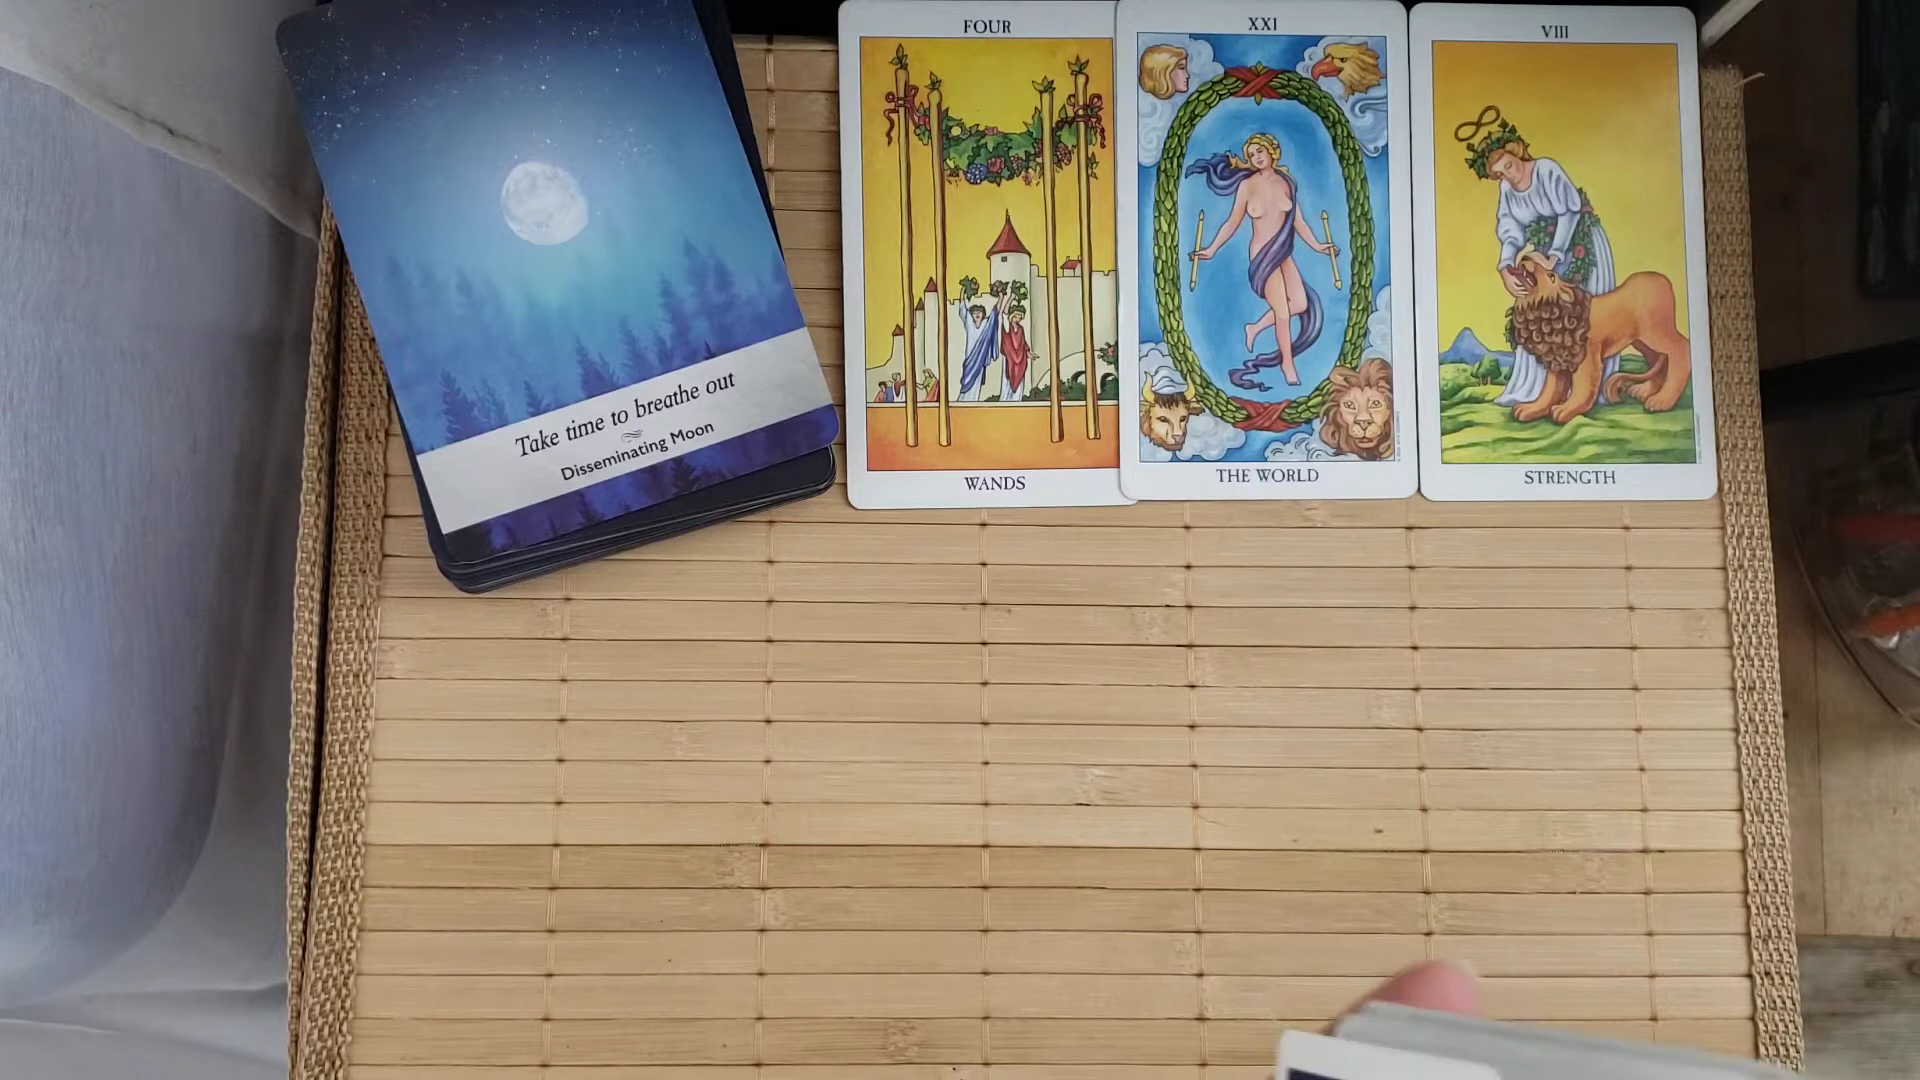 Take time to breathe out
Disseminating Moon
FOUR
WANDS
XXI
THE WORLD
VIII
STRENGTH